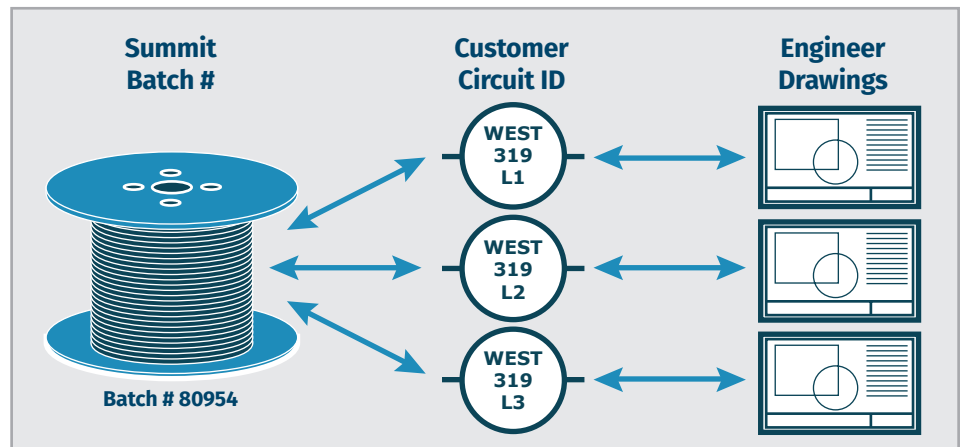 Summit
Batch #
Customer
Circuit ID
Engineer
Drawings
WEST
319
L1
WEST
319
L2
WEST
319
L3
Batch # 80954